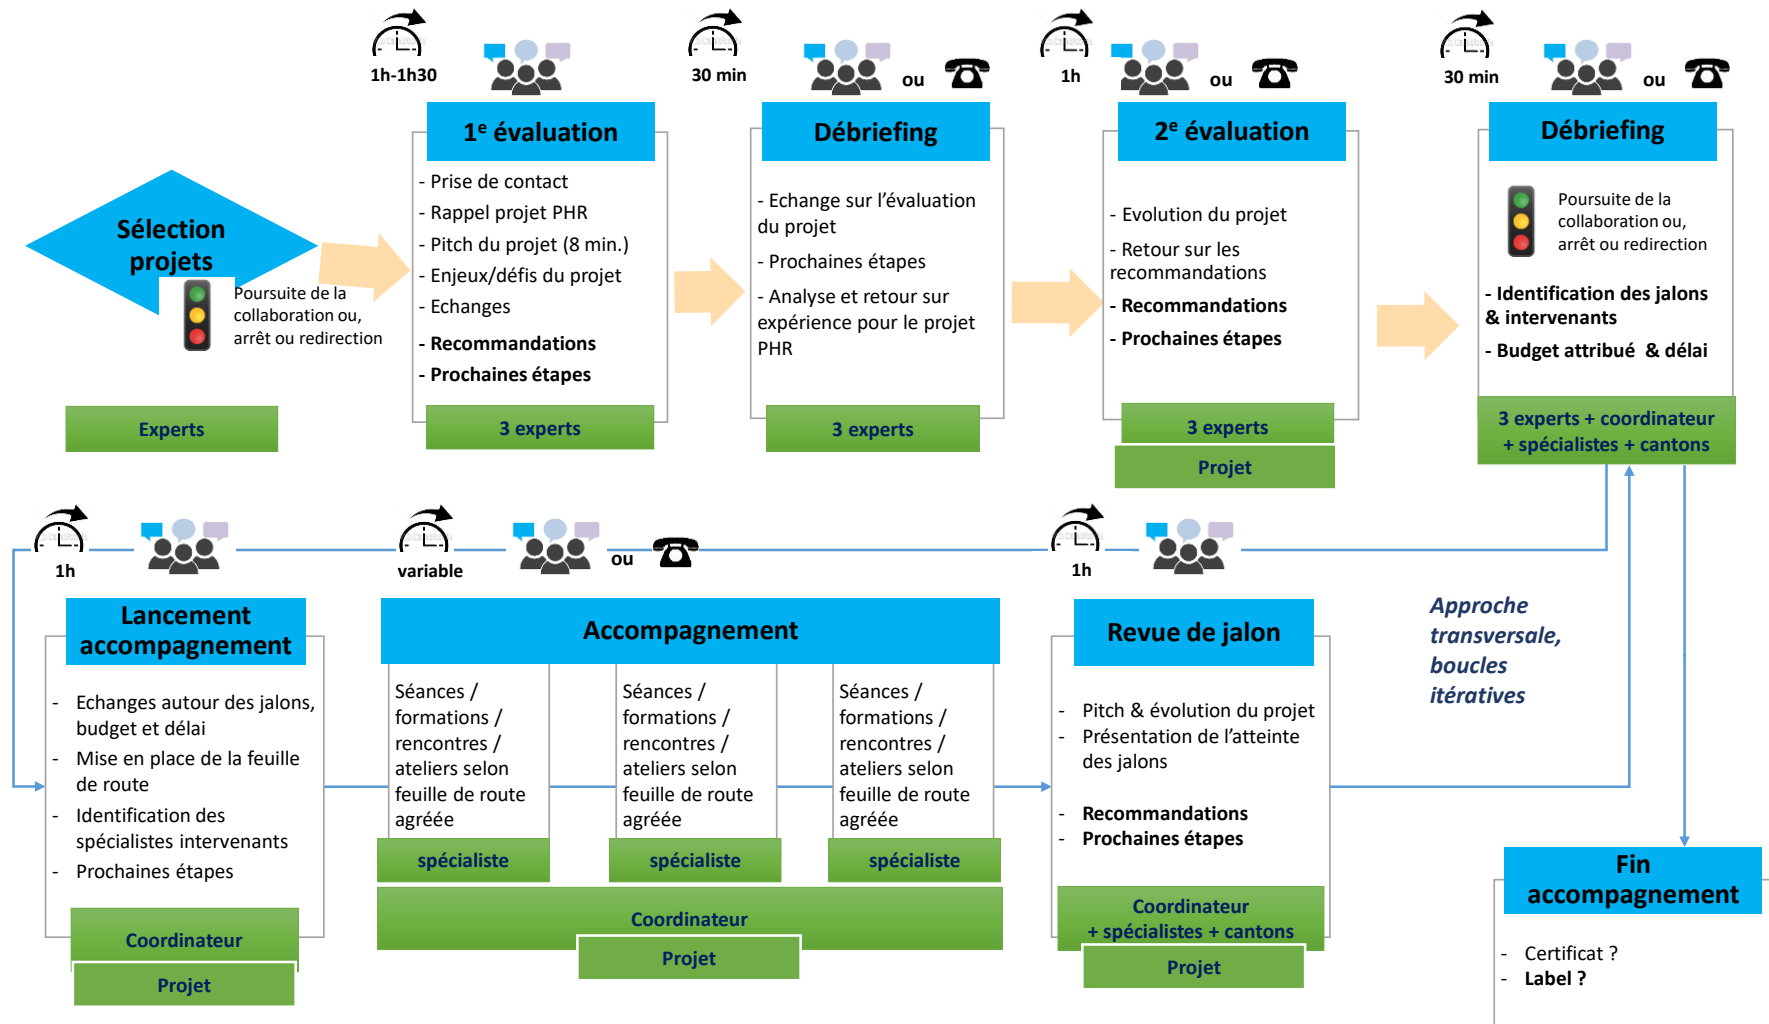 1h-1h30
30 min
ou
1h
ou
30 min
ou
1e évaluation
Débriefing
2e évaluation
Débriefing
Sélection
projets
Poursuite de la
collaboration ou,
arrêt ou redirection
Experts
- Prise de contact
- Rappel projet PHR
- Pitch du projet (8 min.)
- Enjeux/défis du projet
- Echanges
- Recommandations
- Prochaines étapes
3 experts
- Echange sur l’évaluation
du projet
- Prochaines étapes
- Analyse et retour sur
expérience pour le projet
PHR
3 experts
- Evolution du projet
- Retour sur les
recommandations
- Recommandations
- Prochaines étapes
3 experts
Projet
Poursuite de la
collaboration ou,
arrêt ou redirection
- Identification des jalons
& intervenants
- Budget attribué & délai
3 experts + coordinateur
+ spécialistes + cantons
1h
variable
ou
1h
Lancement
accompagnement
- Echanges autour des jalons,
budget et délai
- Mise en place de la feuille
de route
- Identification des
spécialistes intervenants
- Prochaines étapes
Coordinateur
Projet
Accompagnement
Séances /
formations /
rencontres /
ateliers selon
feuille de route
agréée
spécialiste
Séances /
formations /
rencontres /
ateliers selon
feuille de route
agréée
spécialiste
Séances /
formations /
rencontres /
ateliers selon
feuille de route
agréée
spécialiste
Coordinateur
Projet
Revue de jalon
- Pitch & évolution du projet
- Présentation de l’atteinte
des jalons
- Recommandations
- Prochaines étapes
Coordinateur
+ spécialistes + cantons
Projet
Approche
transversale,
boucles
itératives
Fin
accompagnement
- Certificat ?
- Label ?